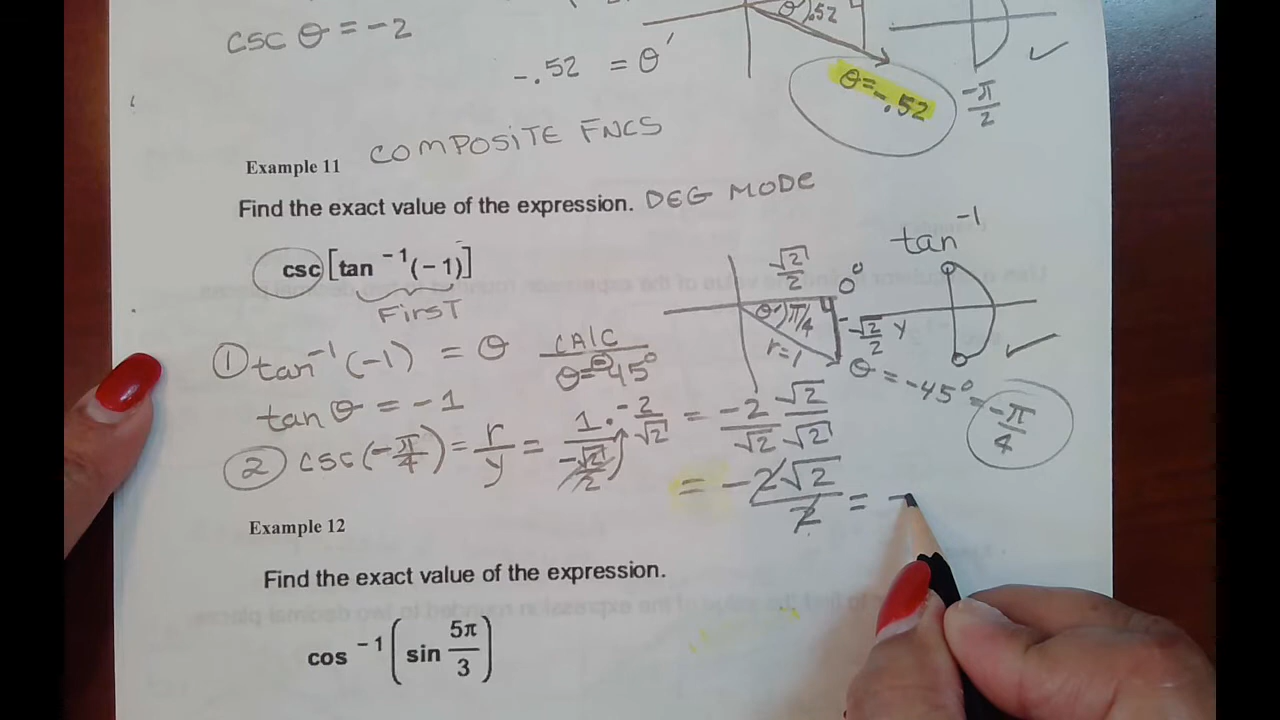 csc θ = -2
θ ).52
-.52 = θ'
θ = -.52
-π/2
COMPOSITE FNCS
Example 11
Find the exact value of the expression. DEG MODE
csc [tan ⁻¹(−1)]
FIRST
tan⁻¹
√2/2
0°
θ )π/4
r=1
-√2/2 y
① tan⁻¹(-1) = θ
CALC
θ = -45°
θ = -45° = -π/4
tan θ = -1
② csc(-π/4) = r/y = 1/(-√2/2) · -2/√2 = -2/√2 √2/√2
= -2√2/2 = -
Example 12
Find the exact value of the expression.
cos ⁻¹(sin 5π/3)